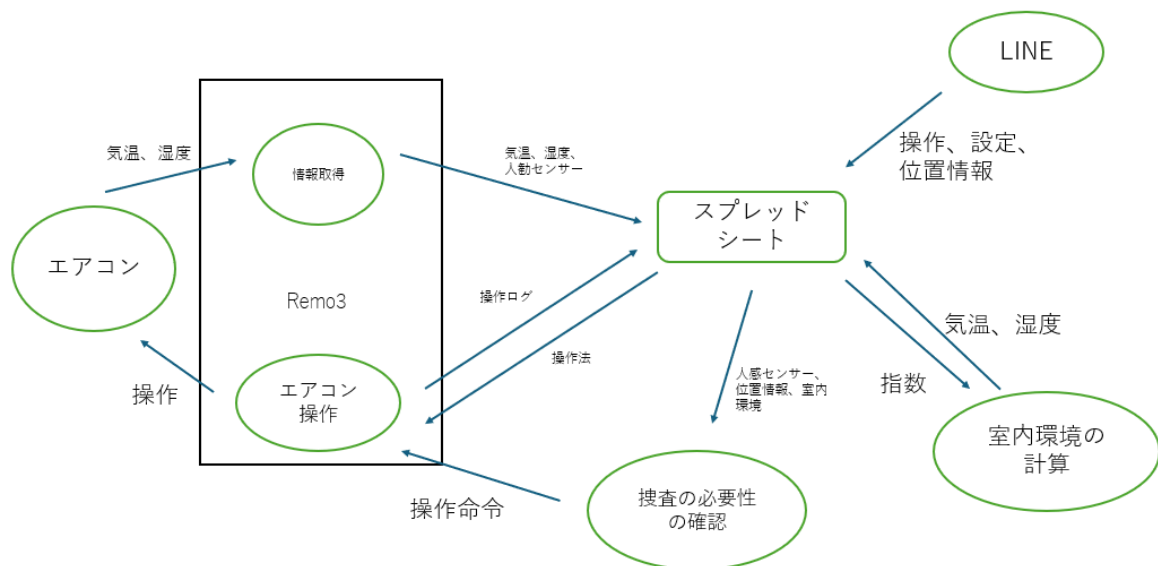 LINE
操作、設定、
位置情報
気温、湿度
情報取得
気温、湿度、
人勧センサー
スプレッド
シート
エアコン
Remo3
操作ログ
操作法
気温、湿度
指数
操作
エアコン
操作
人感センサー、
位置情報、室内
環境
室内環境の
計算
操作命令
捜査の必要性
の確認